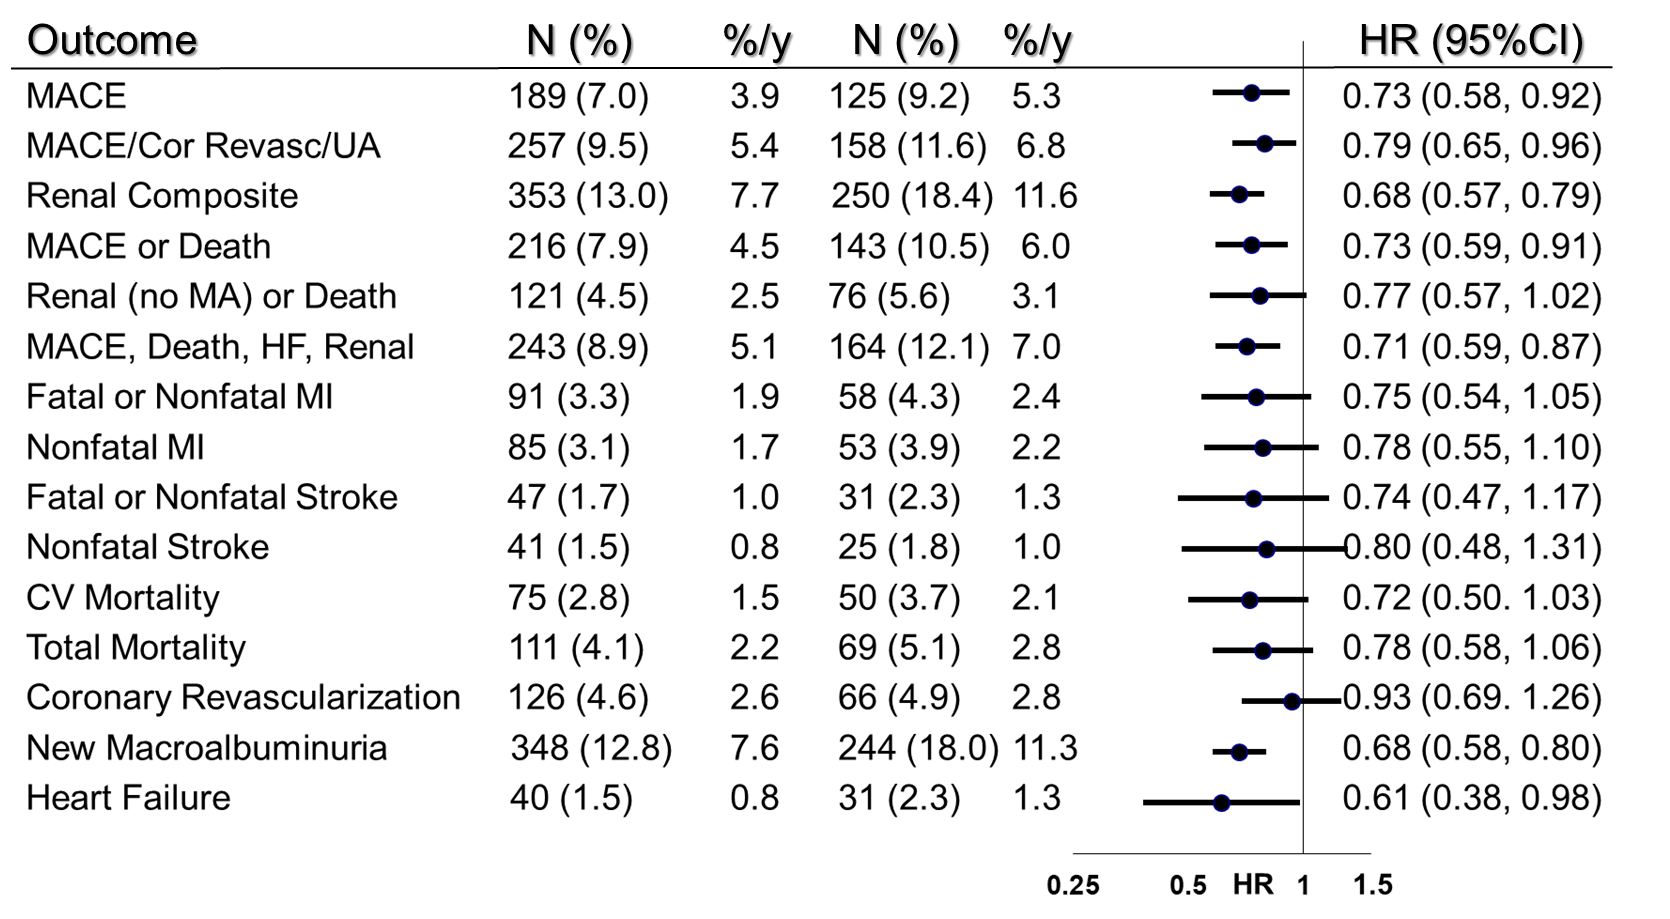 Outcome N (%) %/y N (%) %/y HR (95%CI)
MACE 189 (7.0) 3.9 125 (9.2) 5.3 0.73 (0.58, 0.92)
MACE/Cor Revasc/UA 257 (9.5) 5.4 158 (11.6) 6.8 0.79 (0.65, 0.96)
Renal Composite 353 (13.0) 7.7 250 (18.4) 11.6 0.68 (0.57, 0.79)
MACE or Death 216 (7.9) 4.5 143 (10.5) 6.0 0.73 (0.59, 0.91)
Renal (no MA) or Death 121 (4.5) 2.5 76 (5.6) 3.1 0.77 (0.57, 1.02)
MACE, Death, HF, Renal 243 (8.9) 5.1 164 (12.1) 7.0 0.71 (0.59, 0.87)
Fatal or Nonfatal MI 91 (3.3) 1.9 58 (4.3) 2.4 0.75 (0.54, 1.05)
Nonfatal MI 85 (3.1) 1.7 53 (3.9) 2.2 0.78 (0.55, 1.10)
Fatal or Nonfatal Stroke 47 (1.7) 1.0 31 (2.3) 1.3 0.74 (0.47, 1.17)
Nonfatal Stroke 41 (1.5) 0.8 25 (1.8) 1.0 0.80 (0.48, 1.31)
CV Mortality 75 (2.8) 1.5 50 (3.7) 2.1 0.72 (0.50. 1.03)
Total Mortality 111 (4.1) 2.2 69 (5.1) 2.8 0.78 (0.58, 1.06)
Coronary Revascularization 126 (4.6) 2.6 66 (4.9) 2.8 0.93 (0.69. 1.26)
New Macroalbuminuria 348 (12.8) 7.6 244 (18.0) 11.3 0.68 (0.58, 0.80)
Heart Failure 40 (1.5) 0.8 31 (2.3) 1.3 0.61 (0.38, 0.98)
0.25 0.5 HR 1 1.5